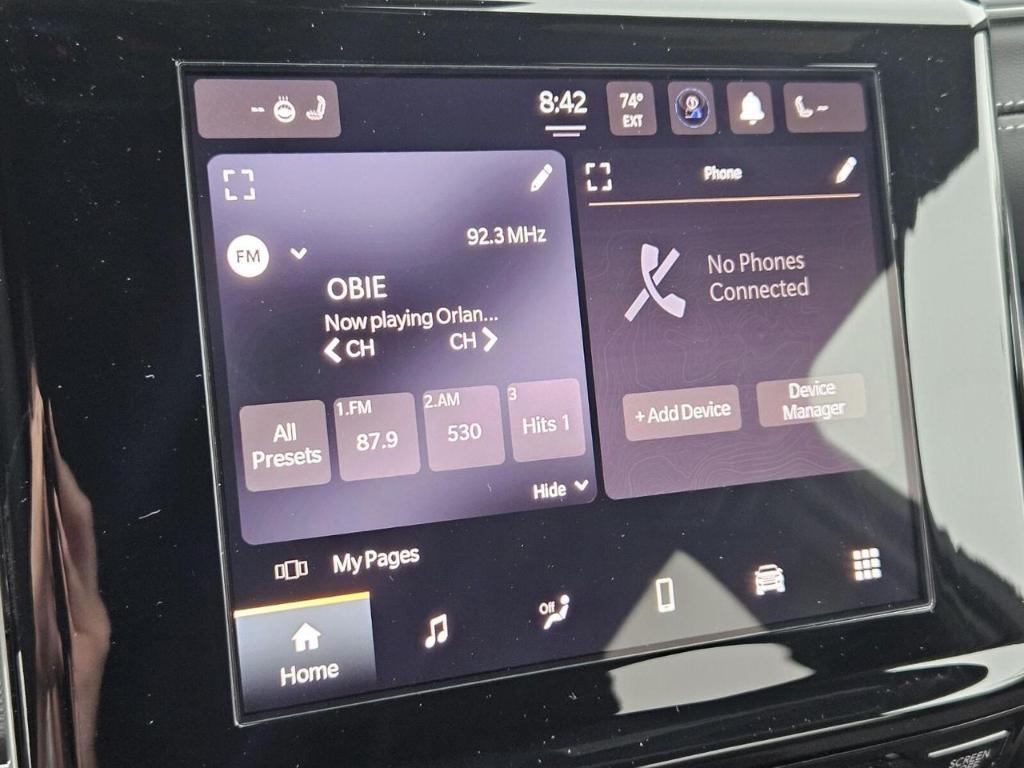 8:42
74°
EXT
Phone
92.3 MHz
FM
OBIE
Now playing Orlan...
CH
CH
No Phones
Connected
+ Add Device
Device
Manager
All
Presets
1.FM
87.9
2.AM
530
3
Hits 1
Hide
My Pages
Off
Home
SCREEN
OFF